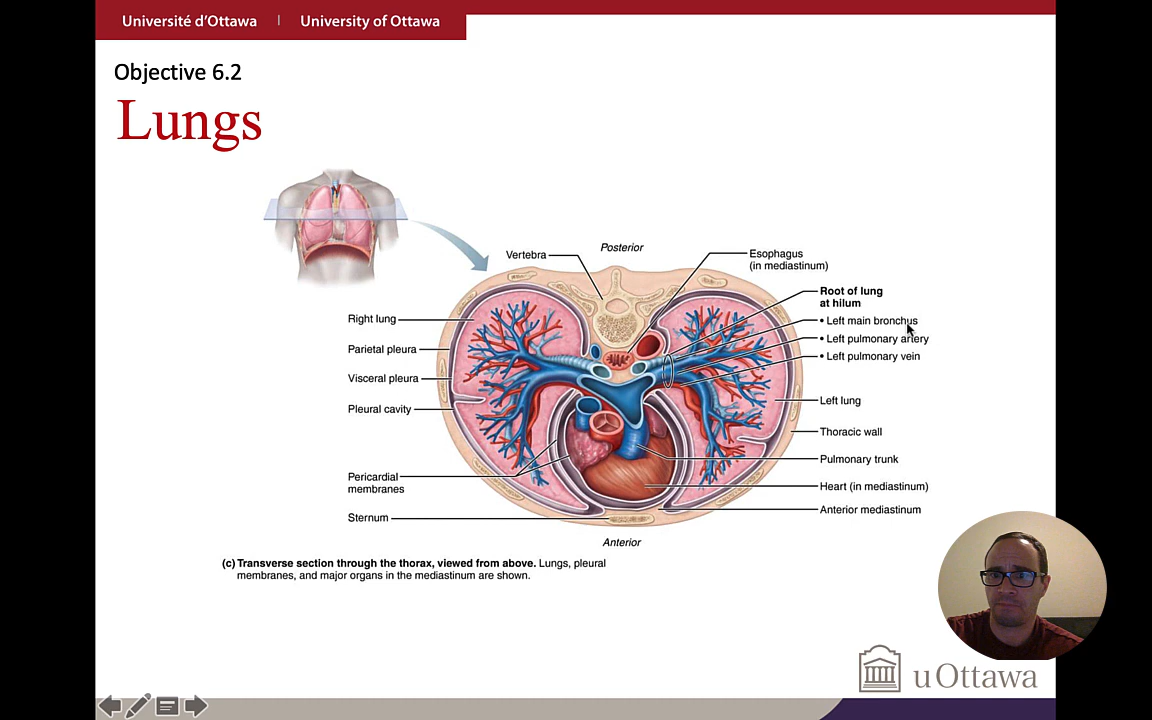 Université d'Ottawa | University of Ottawa
Objective 6.2
Lungs
Posterior
Vertebra
Esophagus
(in mediastinum)
Root of lung
at hilum
• Left main bronchus
• Left pulmonary artery
• Left pulmonary vein
Right lung
Parietal pleura
Visceral pleura
Pleural cavity
Left lung
Thoracic wall
Pulmonary trunk
Pericardial
membranes
Heart (in mediastinum)
Anterior mediastinum
Sternum
Anterior
(c) Transverse section through the thorax, viewed from above. Lungs, pleural
membranes, and major organs in the mediastinum are shown.
uOttawa